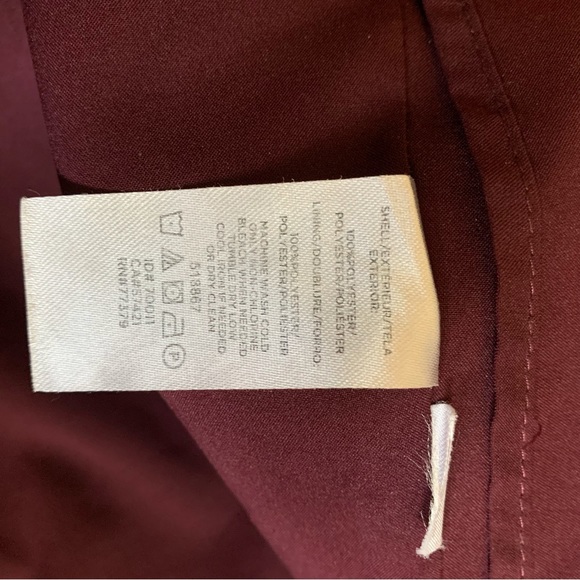 SHELL/EXTÉRIEUR/TELA
EXTERIOR:
100%POLYESTER/
POLYESTER/POLIESTER
LINING/DOUBLURE/FORRO:
100%POLYESTER/
POLYESTER/POLIESTER
MACHINE WASH COLD
ONLY NON-CHLORINE
BLEACH WHEN NEEDED
TUMBLE DRY LOW
COOL IRON IF NEEDED
OR DRY CLEAN
513867
P
ID# 70011
CA#57421
RN#77379